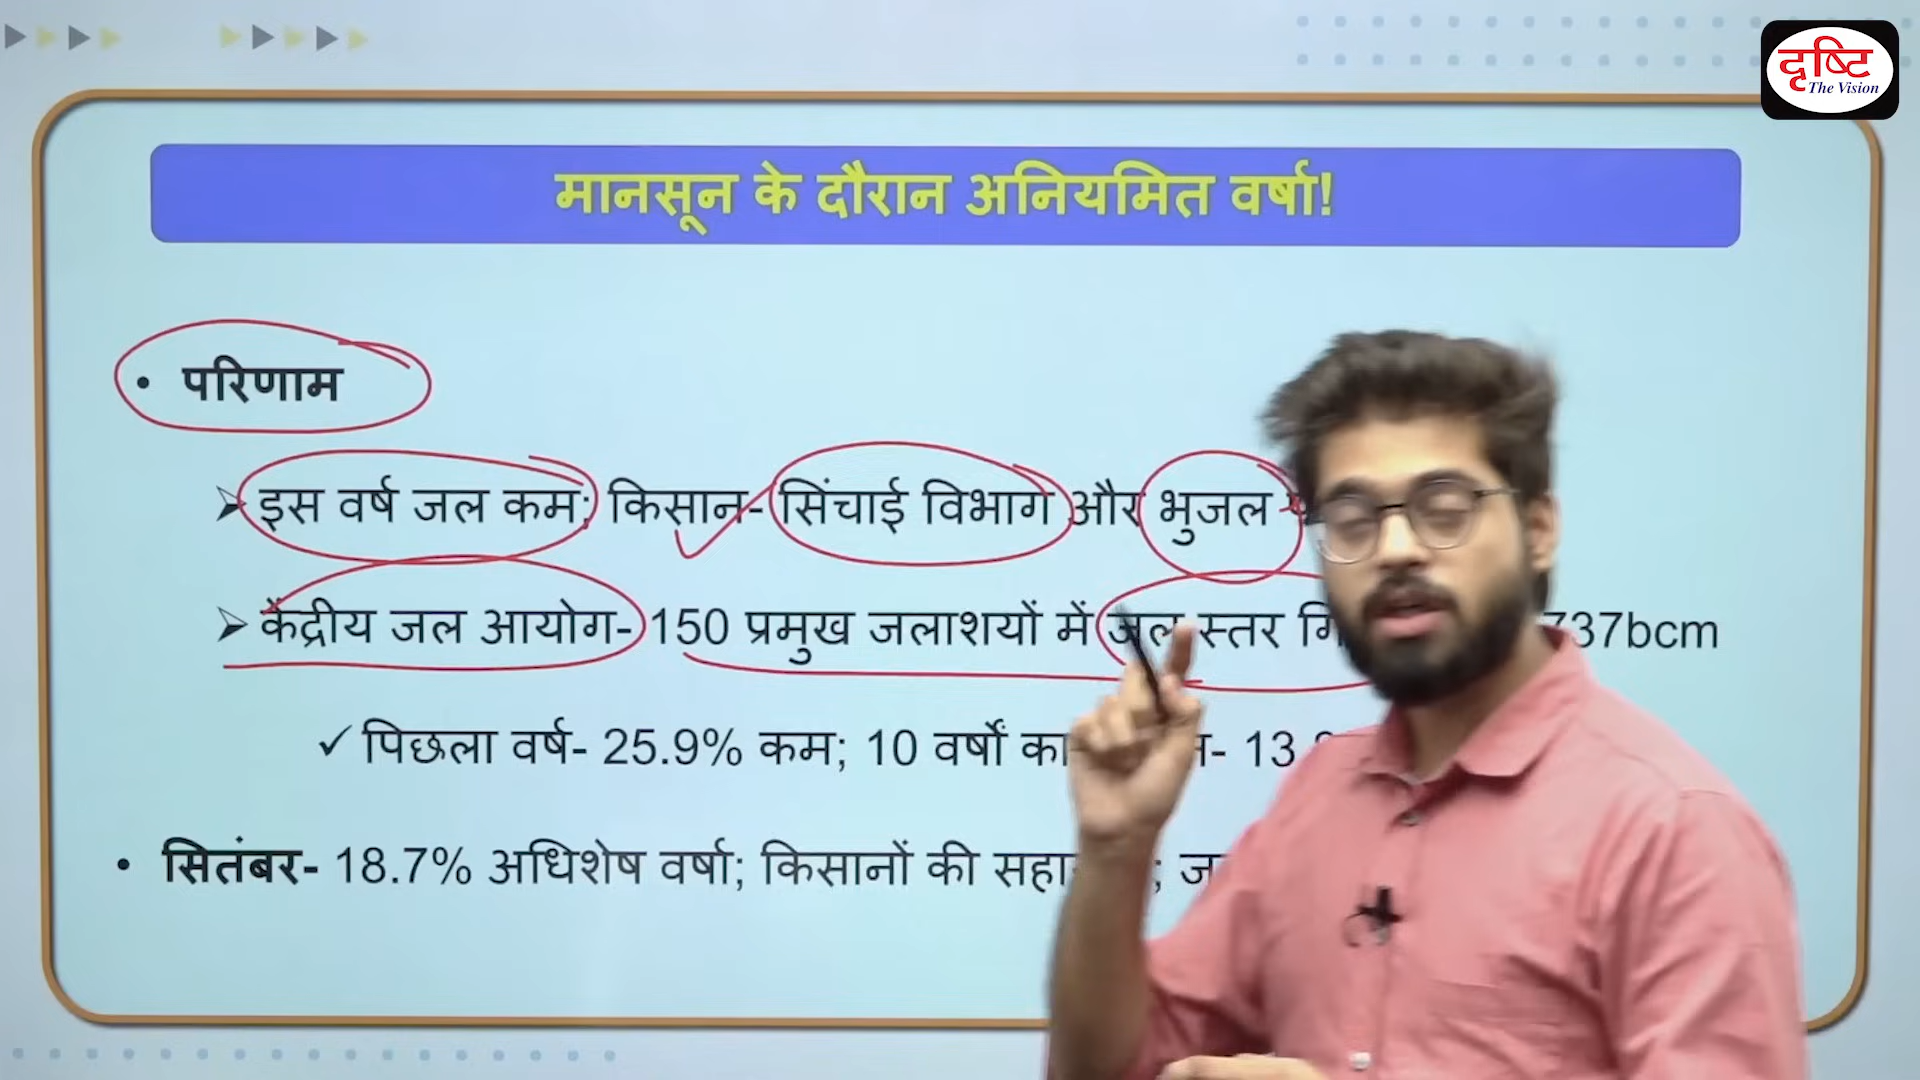 दृष्टि
The Vision
मानसून के दौरान अनियमित वर्षा!
• परिणाम
➢ इस वर्ष जल कम; किसान- सिंचाई विभाग और भुजल
➢ केंद्रीय जल आयोग- 150 प्रमुख जलाशयों में जल स्तर 737bcm
✓ पिछला वर्ष- 25.9% कम; 10 वर्षों का
• सितंबर- 18.7% अधिशेष वर्षा; किसानों की